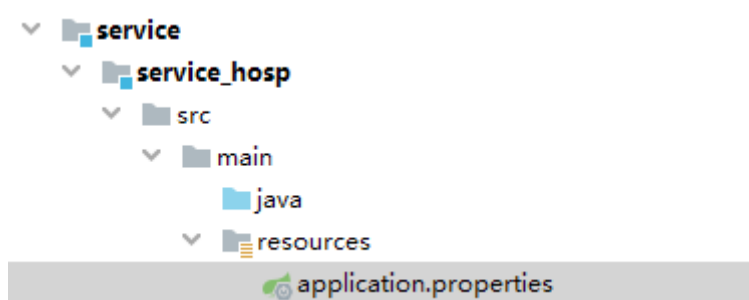 service
service_hosp
src
main
java
resources
application.properties